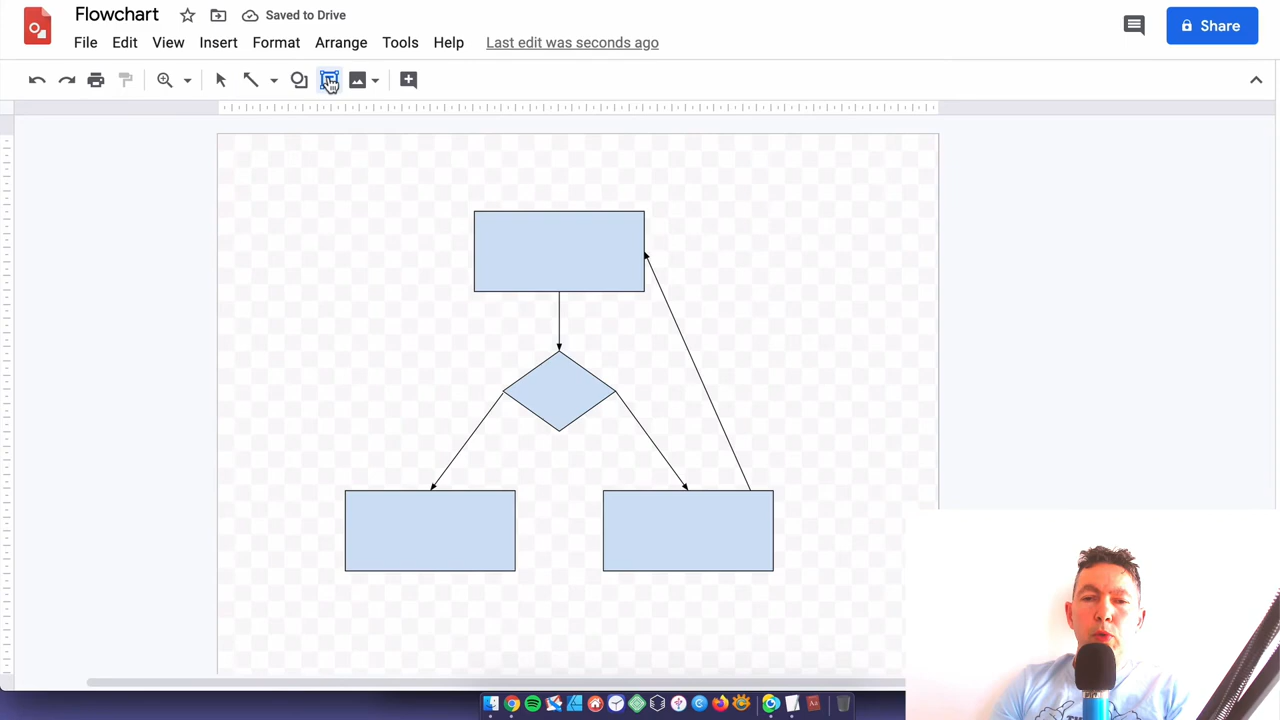 Flowchart
Saved to Drive
Share
File Edit View Insert Format Arrange Tools Help Last edit was seconds ago